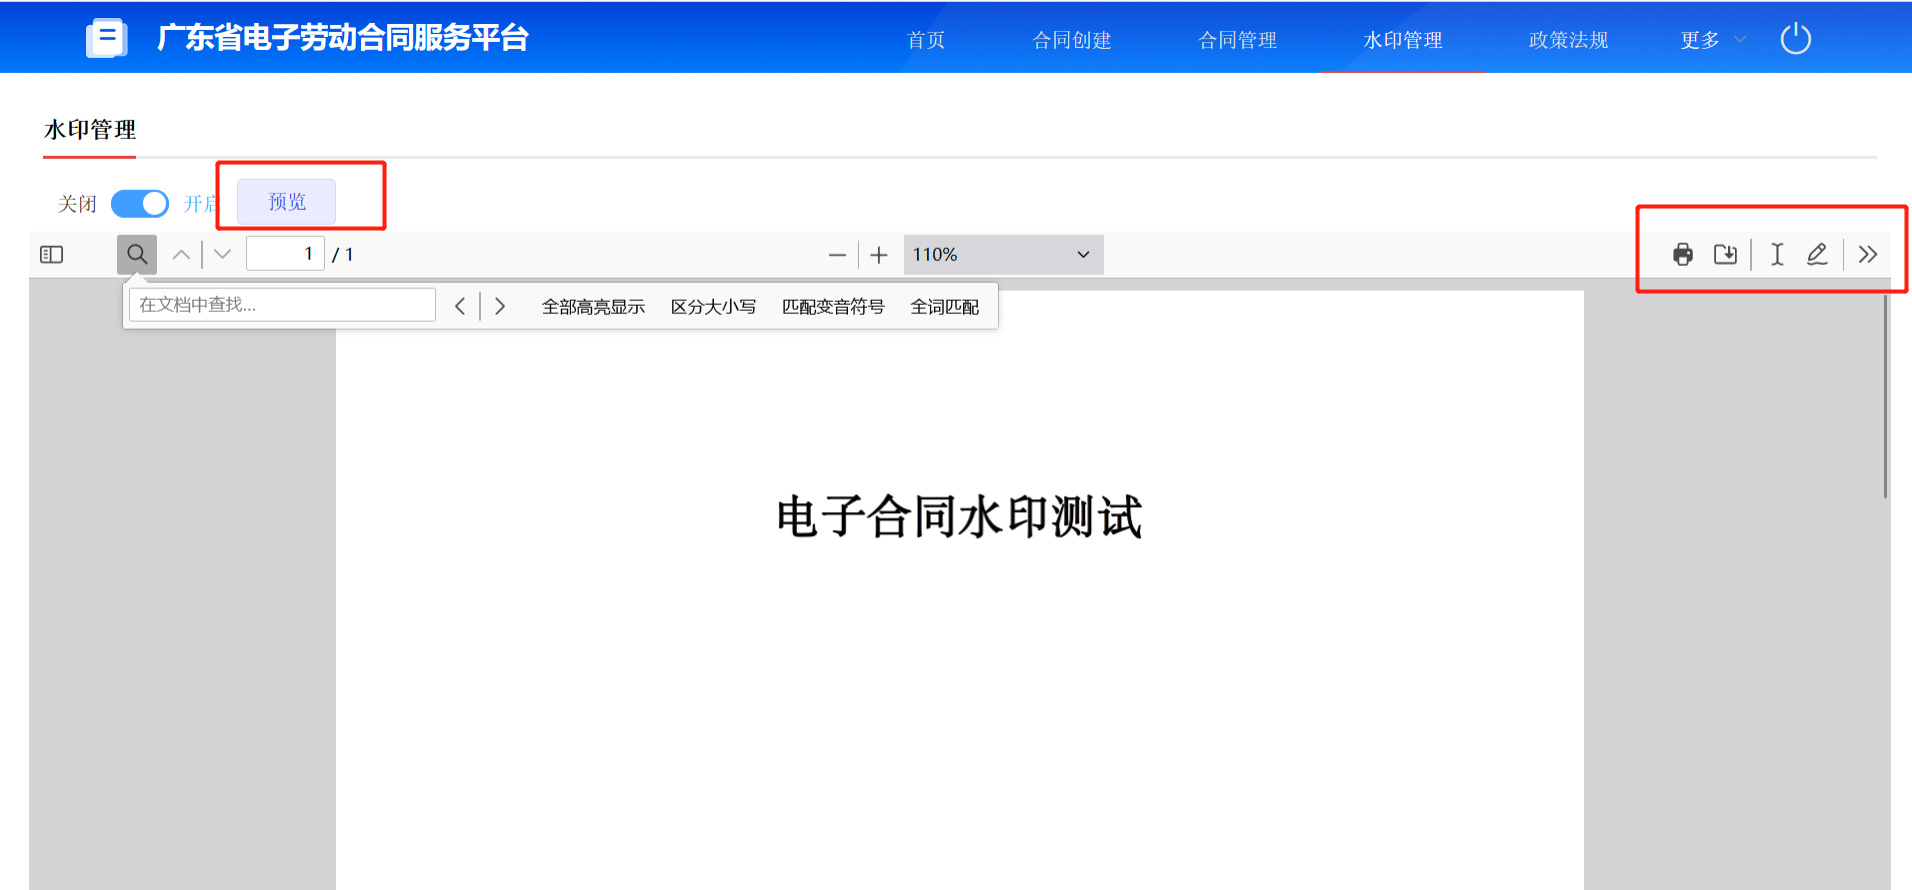 广东省电子劳动合同服务平台
首页 合同创建 合同管理 水印管理 政策法规 更多
水印管理
关闭 开启 预览
1 / 1 110%
在文档中查找... 全部高亮显示 区分大小写 匹配变音符号 全词匹配
电子合同水印测试